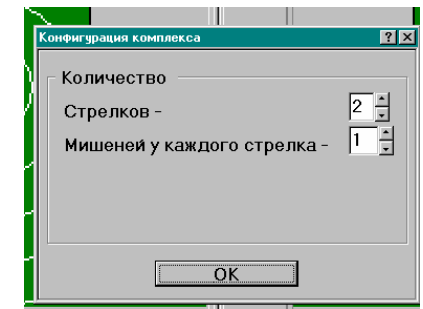 Конфигурация комплекса ? ×
Количество
Стрелков - 2
Мишеней у каждого стрелка - 1
OK